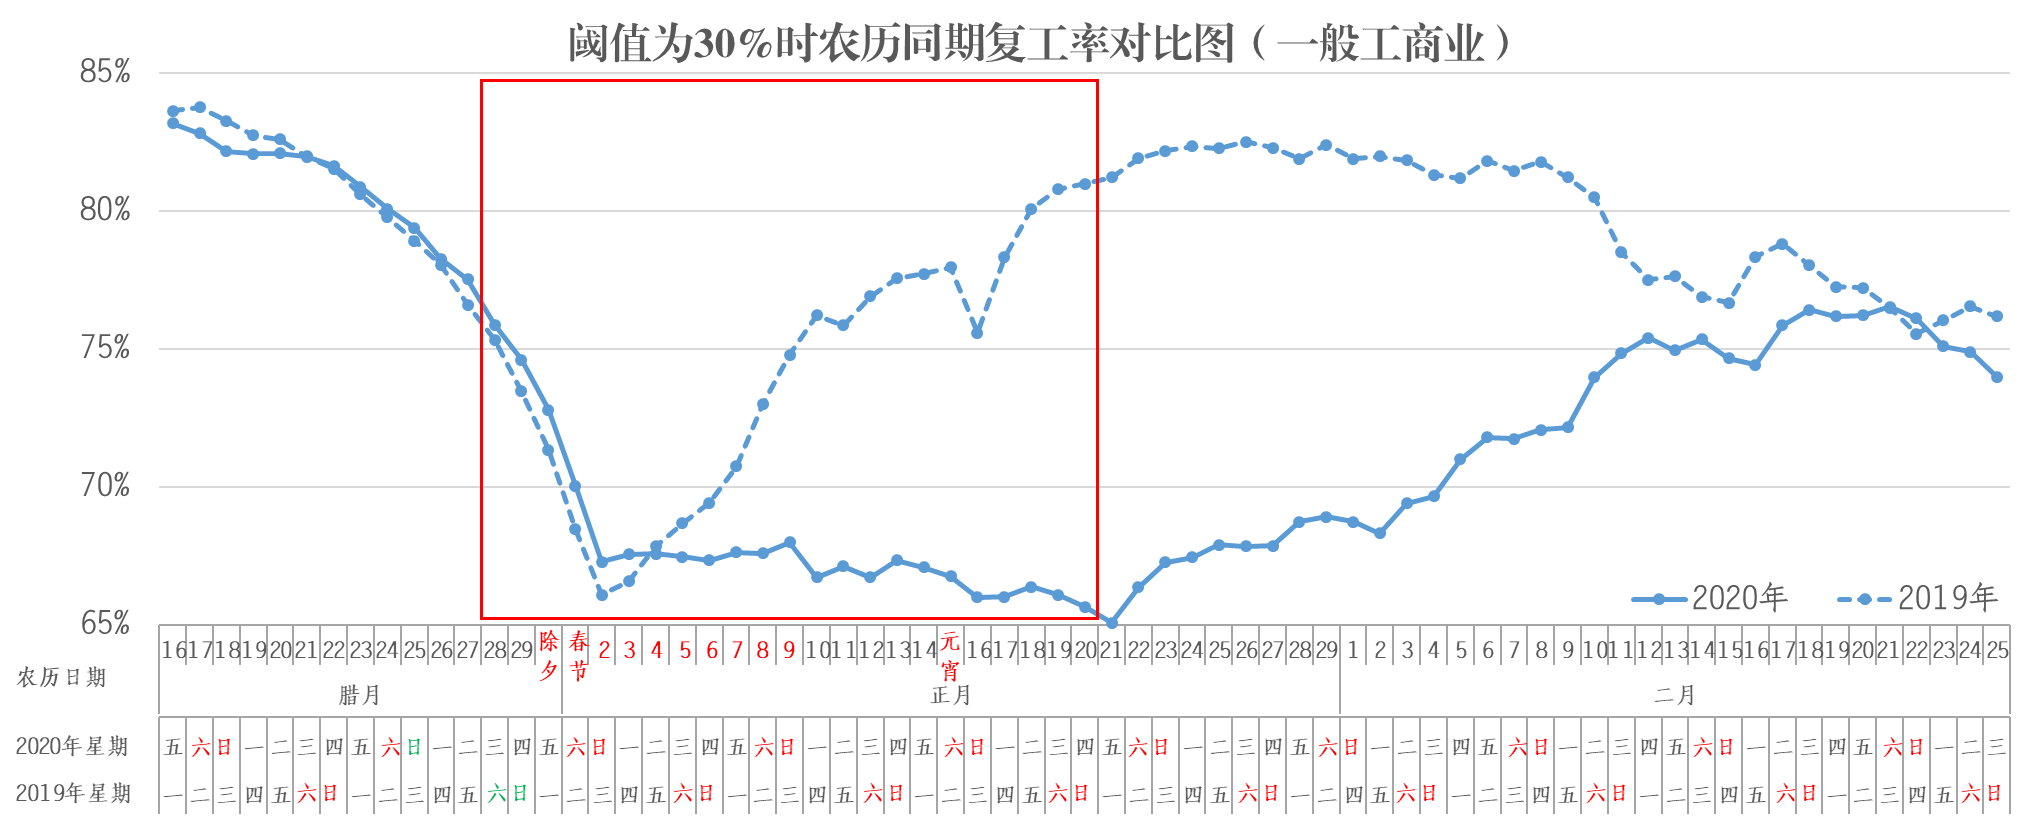 阈值为30%时农历同期复工率对比图（一般工商业）
85%
80%
75%
70%
65%
2020年 2019年
农历日期
16 17 18 19 20 21 22 23 24 25 26 27 28 29 除夕 春节 2 3 4 5 6 7 8 9 10 11 12 13 14 元宵 16 17 18 19 20 21 22 23 24 25 26 27 28 29 1 2 3 4 5 6 7 8 9 10 11 12 13 14 15 16 17 18 19 20 21 22 23 24 25
腊月 正月 二月
2020年星期 五 六 日 一 二 三 四 五 六 日 一 二 三 四 五 六 日 一 二 三 四 五 六 日 一 二 三 四 五 六 日 一 二 三 四 五 六 日 一 二 三 四 五 六 日 一 二 三 四 五 六 日 一 二 三 四 五 六 日 一 二 三 四 五 六 日 一 二 三
2019年星期 一 二 三 四 五 六 日 一 二 三 四 五 六 日 一 二 三 四 五 六 日 一 二 三 四 五 六 日 一 二 三 四 五 六 日 一 二 三 四 五 六 日 一 二 四 五 六 日 一 二 三 四 五 六 日 一 二 三 四 五 六 日 一 二 三 四 五 六 日